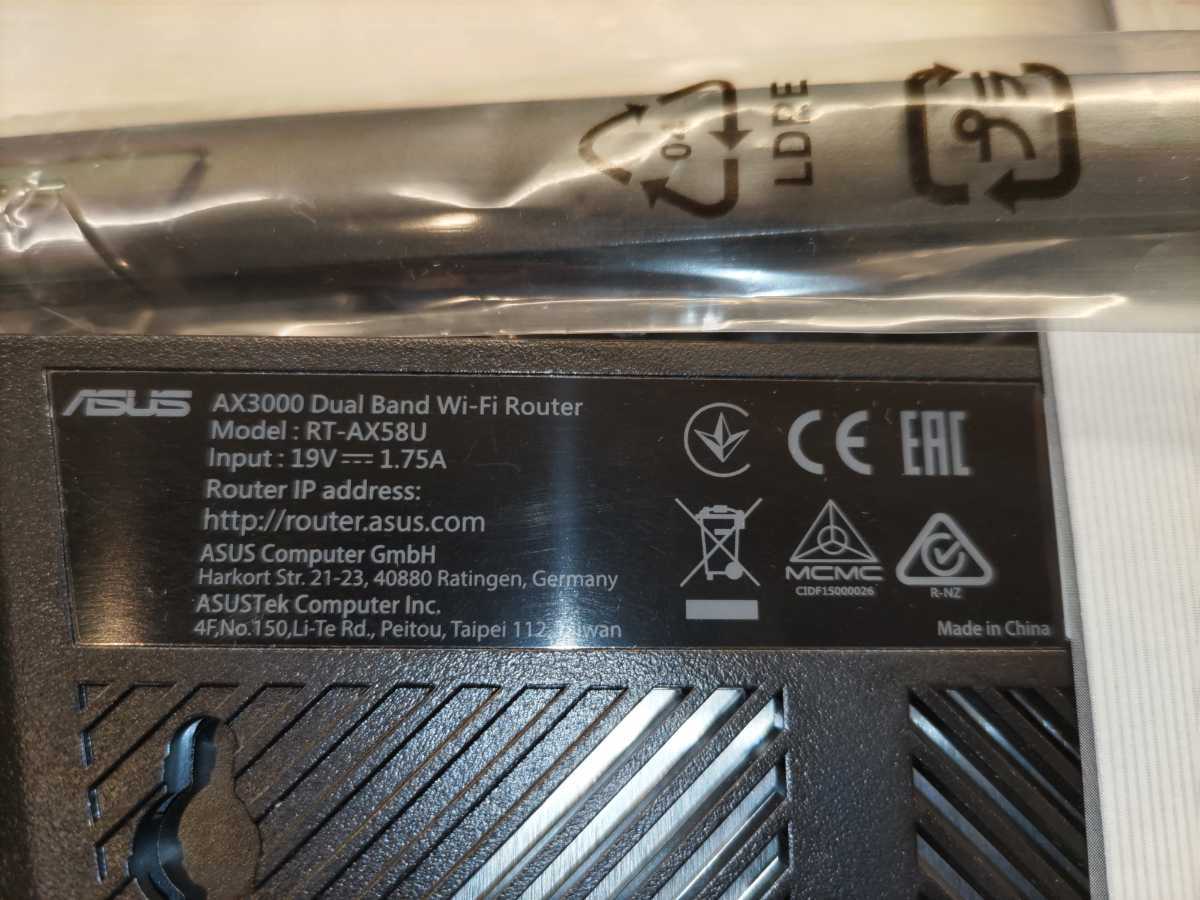 04
LDPE
ASUS
AX3000 Dual Band Wi-Fi Router
Model : RT-AX58U
Input : 19V⎓1.75A
Router IP address:
http://router.asus.com
ASUS Computer GmbH
Harkort Str. 21-23, 40880 Ratingen, Germany
ASUSTek Computer Inc.
4F,No.150,Li-Te Rd., Peitou, Taipei 112,Taiwan
CE
EAC
MCMC
CIDF15000026
R-NZ
Made in China